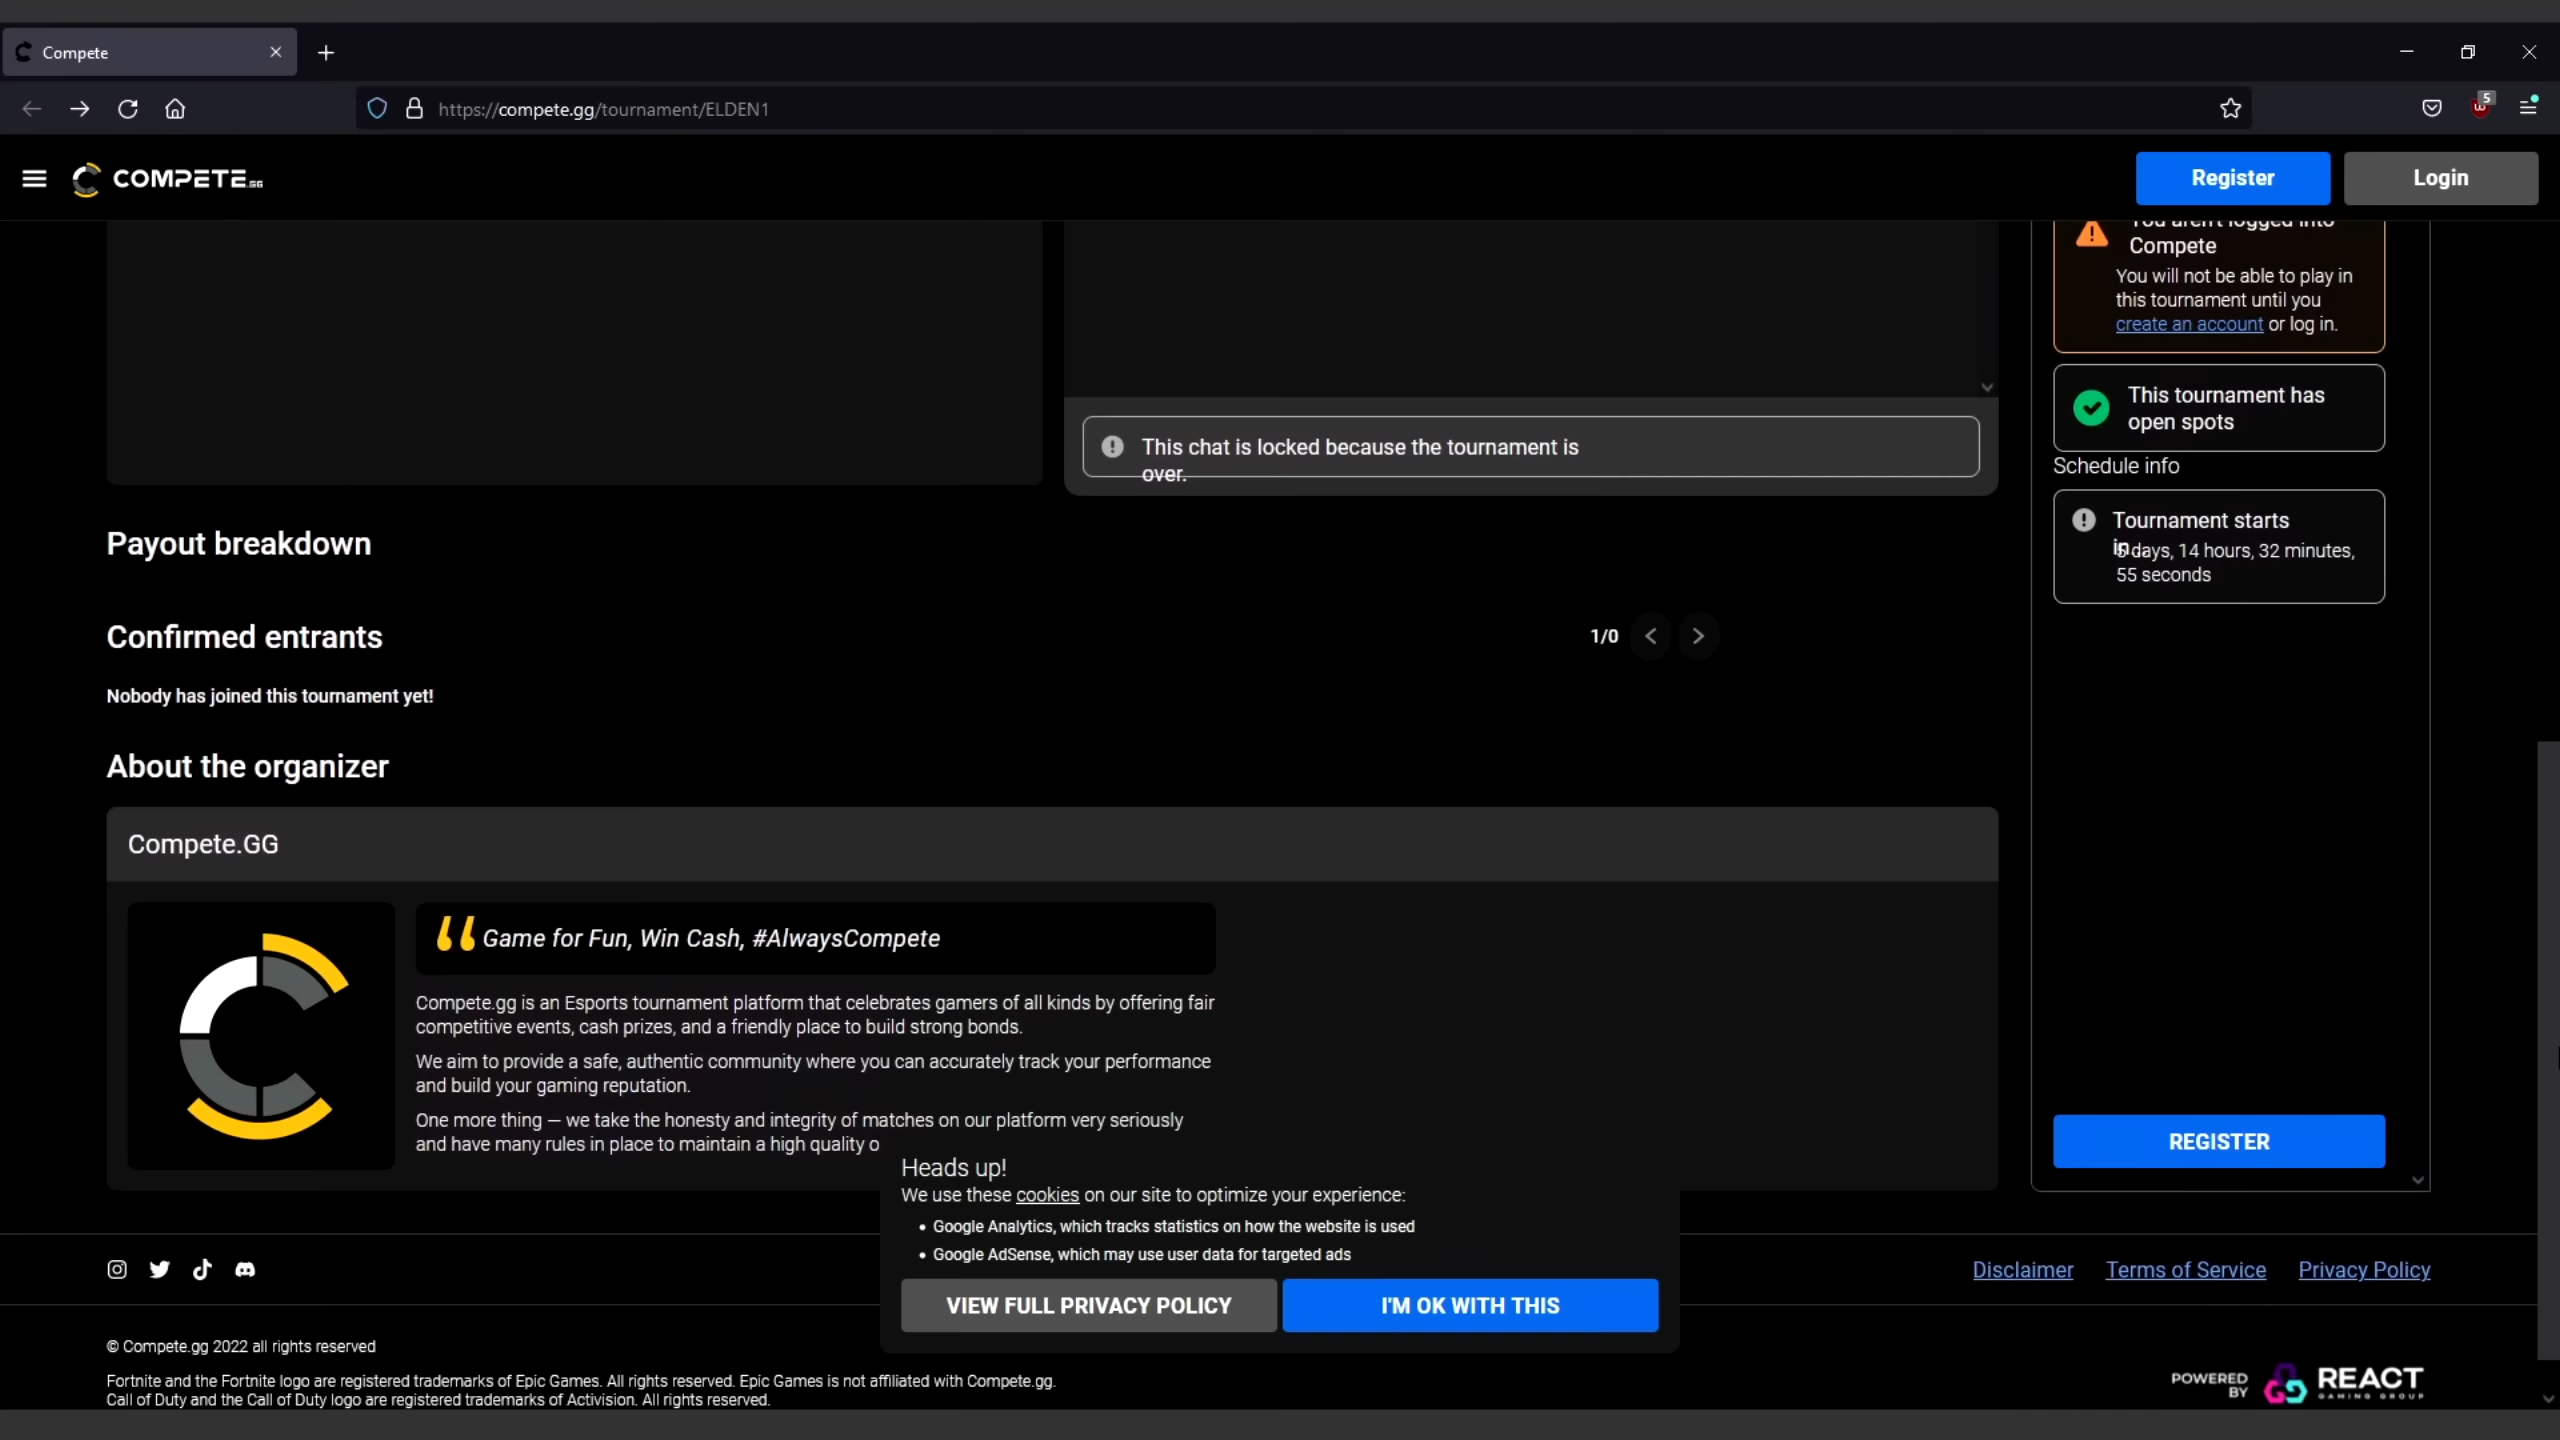 Compete
https://compete.gg/tournament/ELDEN1
5
COMPETE.GG
Register
Login
You aren't logged into
Compete
You will not be able to play in
this tournament until you
create an account or log in.
This tournament has
open spots
This chat is locked because the tournament is
over.
Schedule info
Tournament starts
in...
5 days, 14 hours, 32 minutes,
55 seconds
Payout breakdown
Confirmed entrants
1/0
Nobody has joined this tournament yet!
About the organizer
Compete.GG
Game for Fun, Win Cash, #AlwaysCompete
Compete.gg is an Esports tournament platform that celebrates gamers of all kinds by offering fair
competitive events, cash prizes, and a friendly place to build strong bonds.
We aim to provide a safe, authentic community where you can accurately track your performance
and build your gaming reputation.
One more thing — we take the honesty and integrity of matches on our platform very seriously
and have many rules in place to maintain a high quality o
REGISTER
Heads up!
We use these cookies on our site to optimize your experience:
• Google Analytics, which tracks statistics on how the website is used
• Google AdSense, which may use user data for targeted ads
VIEW FULL PRIVACY POLICY
I'M OK WITH THIS
Disclaimer
Terms of Service
Privacy Policy
© Compete.gg 2022 all rights reserved
Fortnite and the Fortnite logo are registered trademarks of Epic Games. All rights reserved. Epic Games is not affiliated with Compete.gg.
Call of Duty and the Call of Duty logo are registered trademarks of Activision. All rights reserved.
POWERED
BY
REACT
GAMING GROUP